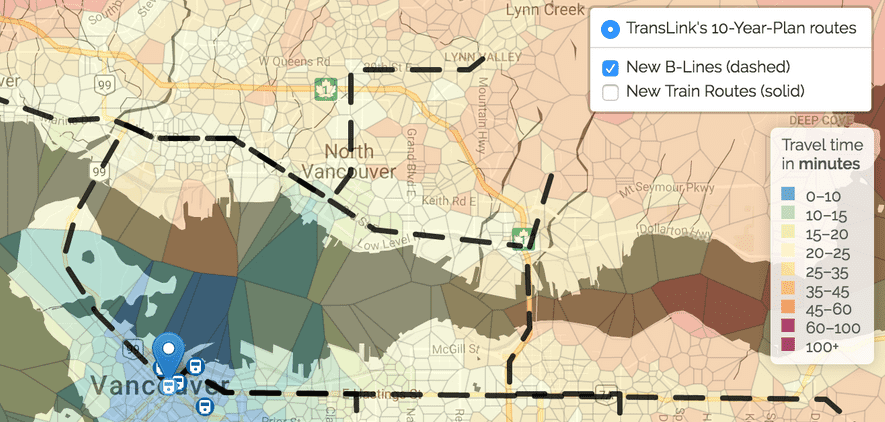 Lynn Creek
TransLink's 10-Year-Plan routes
New B-Lines (dashed)
New Train Routes (solid)
W Queens Rd
LYNN VALLEY
99
1
Mountain Hwy
DEEP COVE
Travel time
in minutes
0–10
10–15
15–20
20–25
25–35
35–45
45–60
60–100
100+
North
Vancouver
Grand Blvd E
99
Keith Rd E
Mt Seymour Pkwy
Low Level
Dollarton Hwy
McGill St
99
Vancouver
E Hastings St